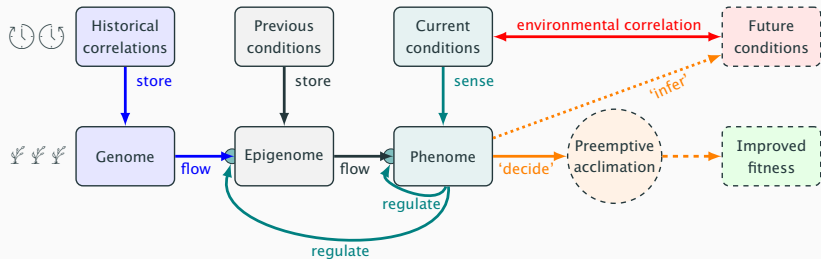 Historical
correlations
Previous
conditions
Current
conditions
environmental correlation
Future
conditions
store
store
sense
'infer'
Genome
flow
Epigenome
flow
Phenome
'decide'
Preemptive
acclimation
Improved
fitness
regulate
regulate